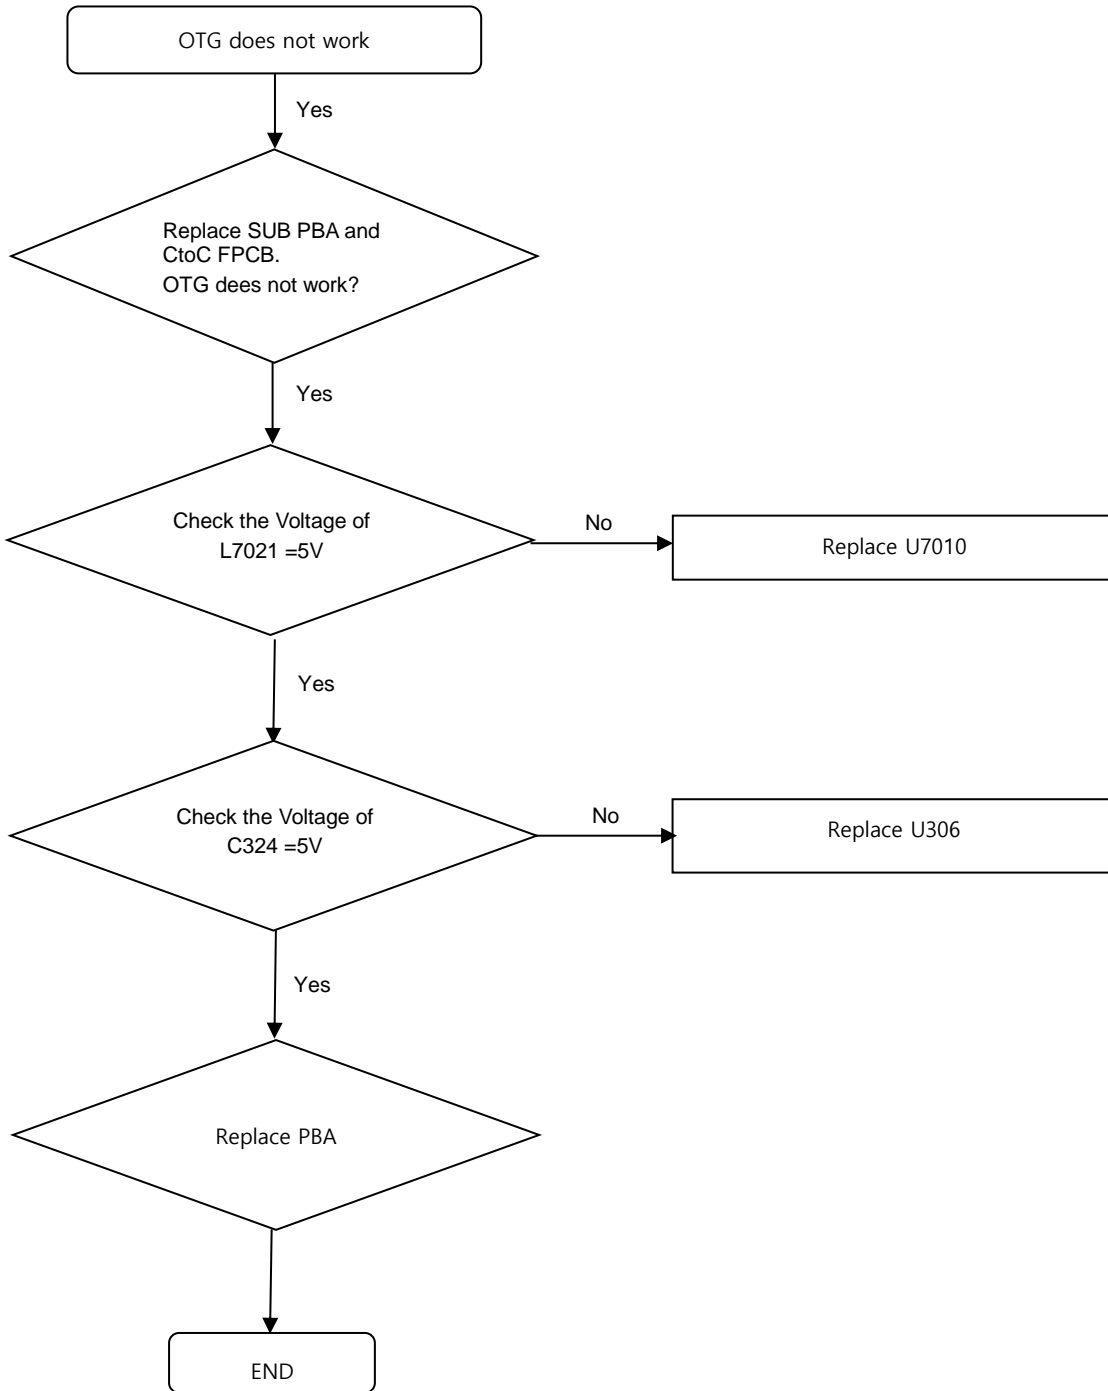 OTG does not work
Yes
Replace SUB PBA and
CtoC FPCB.
OTG dees not work?
Yes
Check the Voltage of
L7021 =5V
No
Replace U7010
Yes
Check the Voltage of
C324 =5V
No
Replace U306
Yes
Replace PBA
END